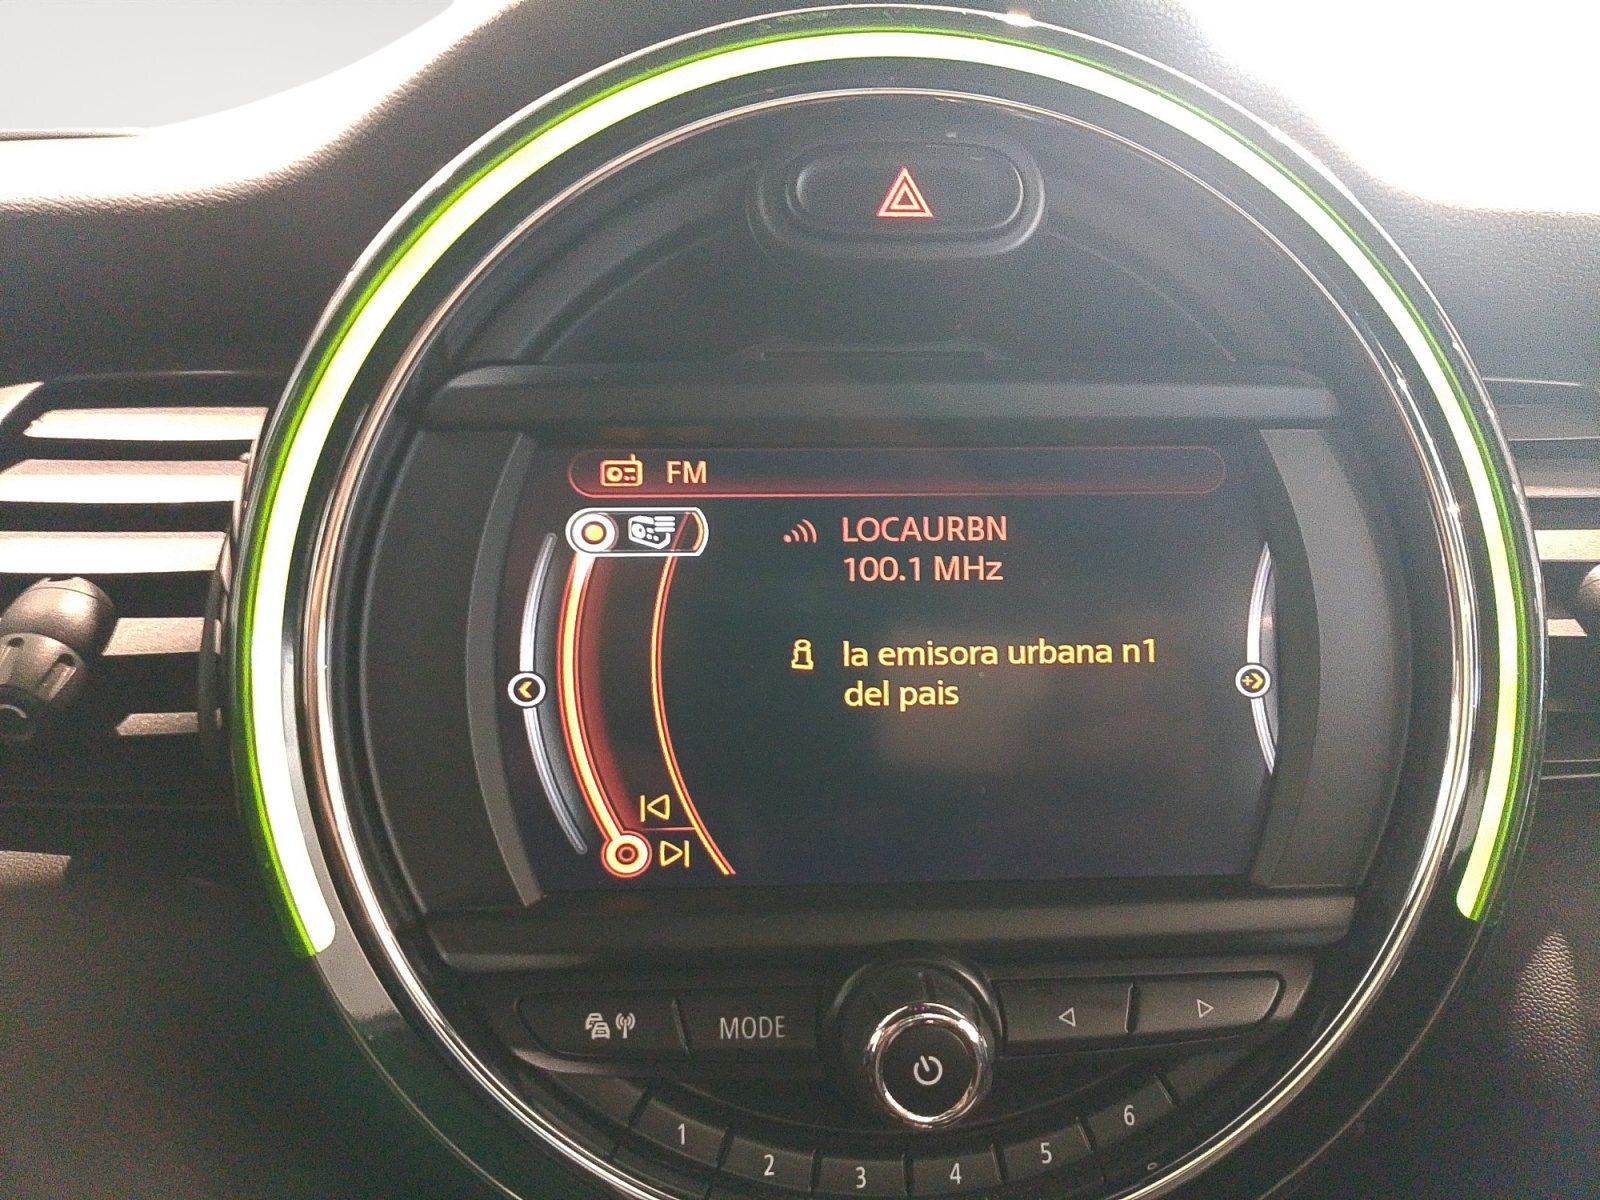 FM
LOCAURBN
100.1 MHz
la emisora urbana n1
del pais
MODE
1
2
3
4
5
6